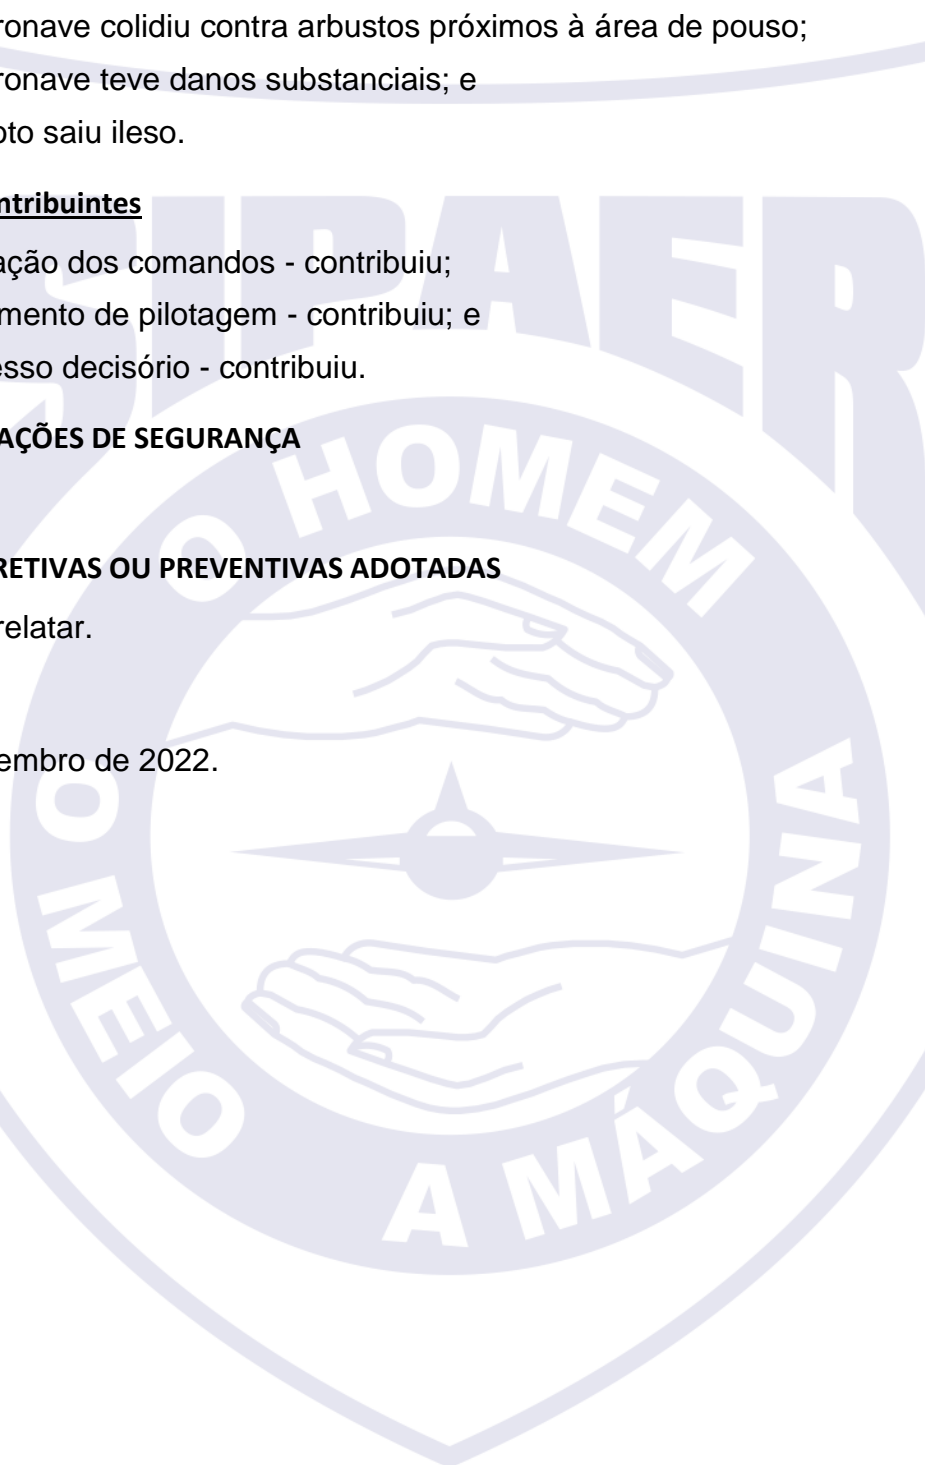 ronave colidiu contra arbustos próximos à área de pouso;
ronave teve danos substanciais; e
oto saiu ileso.
ntribuintes
ação dos comandos - contribuiu;
mento de pilotagem - contribuiu; e
esso decisório - contribuiu.
AÇÕES DE SEGURANÇA
RETIVAS OU PREVENTIVAS ADOTADAS
relatar.
embro de 2022.
SIPAER
O HOMEM
O MEIO
A MÁQUINA